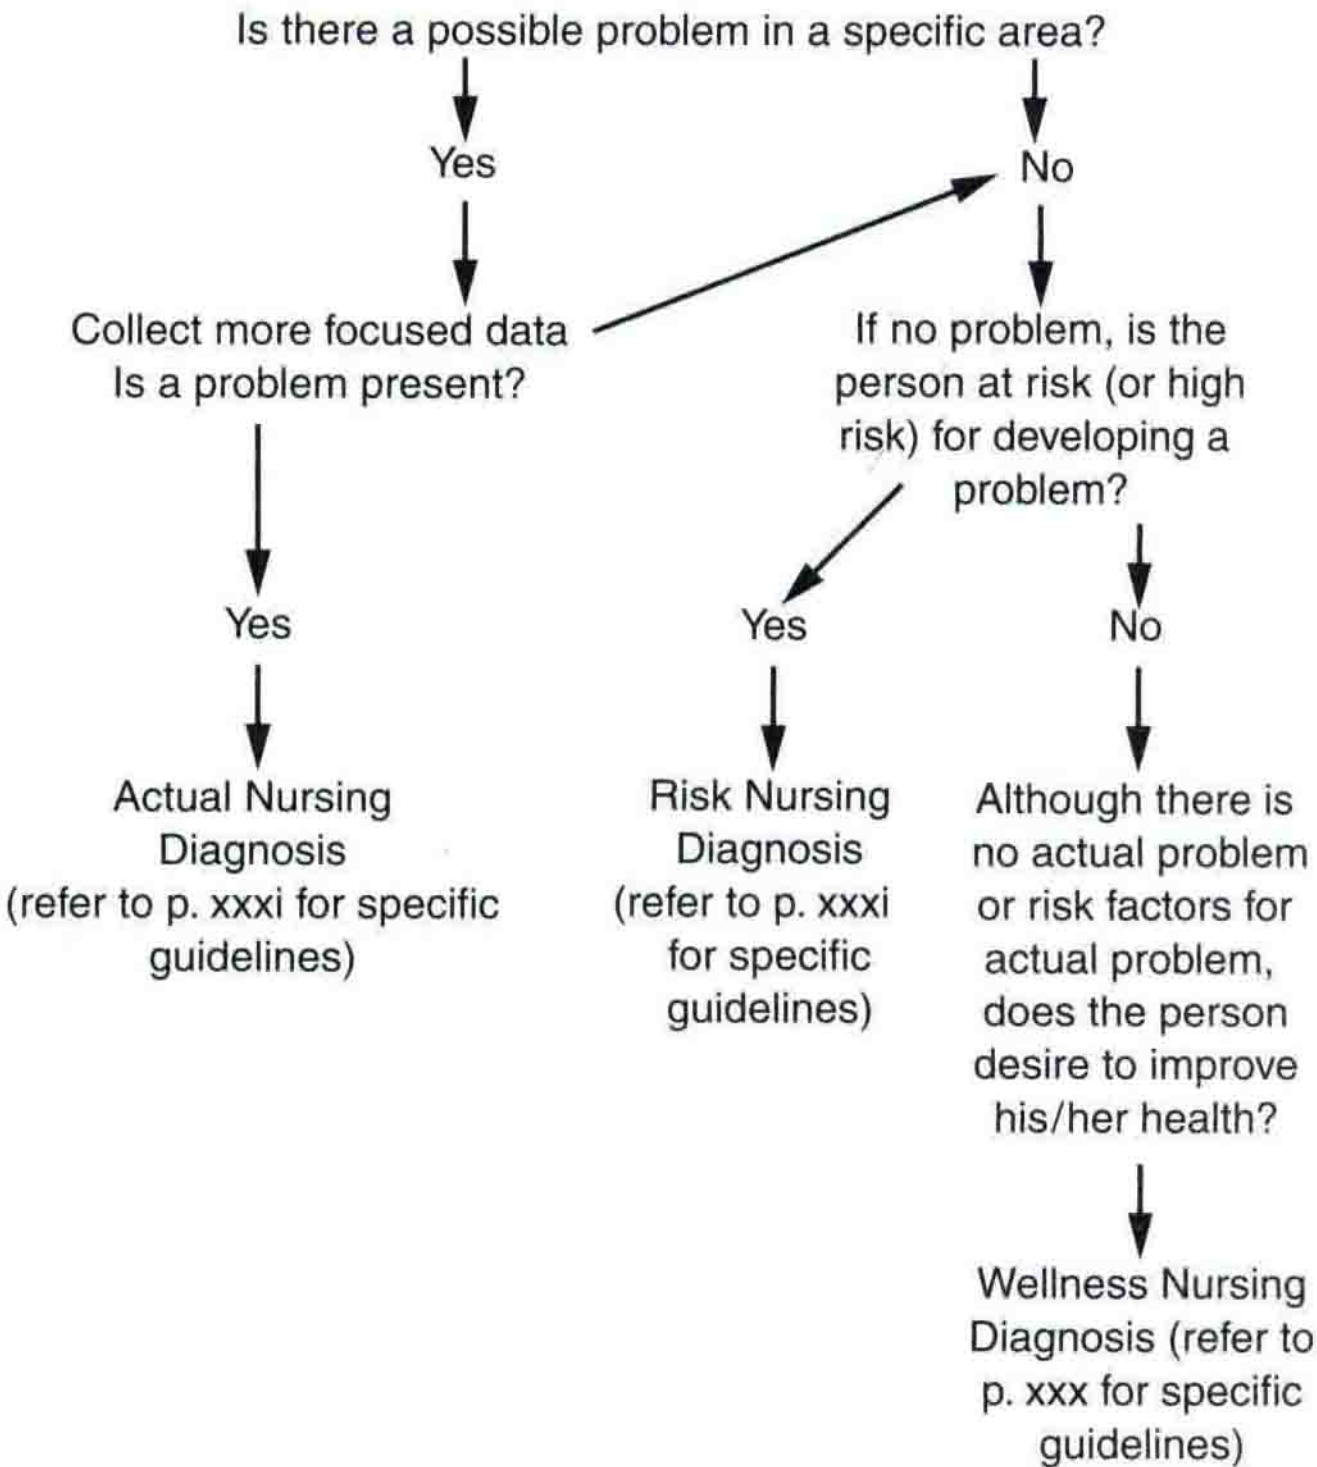 Is there a possible problem in a specific area?
Yes
No
Collect more focused data
Is a problem present?
If no problem, is the
person at risk (or high
risk) for developing a
problem?
Yes
Yes
No
Actual Nursing
Diagnosis
(refer to p. xxxi for specific
guidelines)
Risk Nursing
Diagnosis
(refer to p. xxxi
for specific
guidelines)
Although there is
no actual problem
or risk factors for
actual problem,
does the person
desire to improve
his/her health?
Wellness Nursing
Diagnosis (refer to
p. xxx for specific
guidelines)